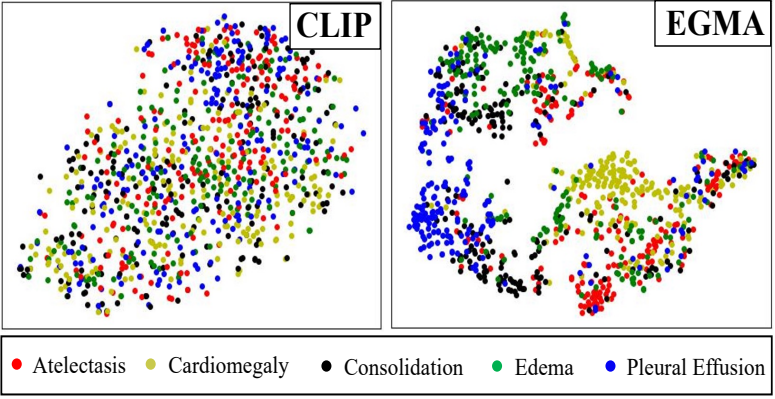 CLIP
EGMA
Atelectasis Cardiomegaly Consolidation Edema Pleural Effusion